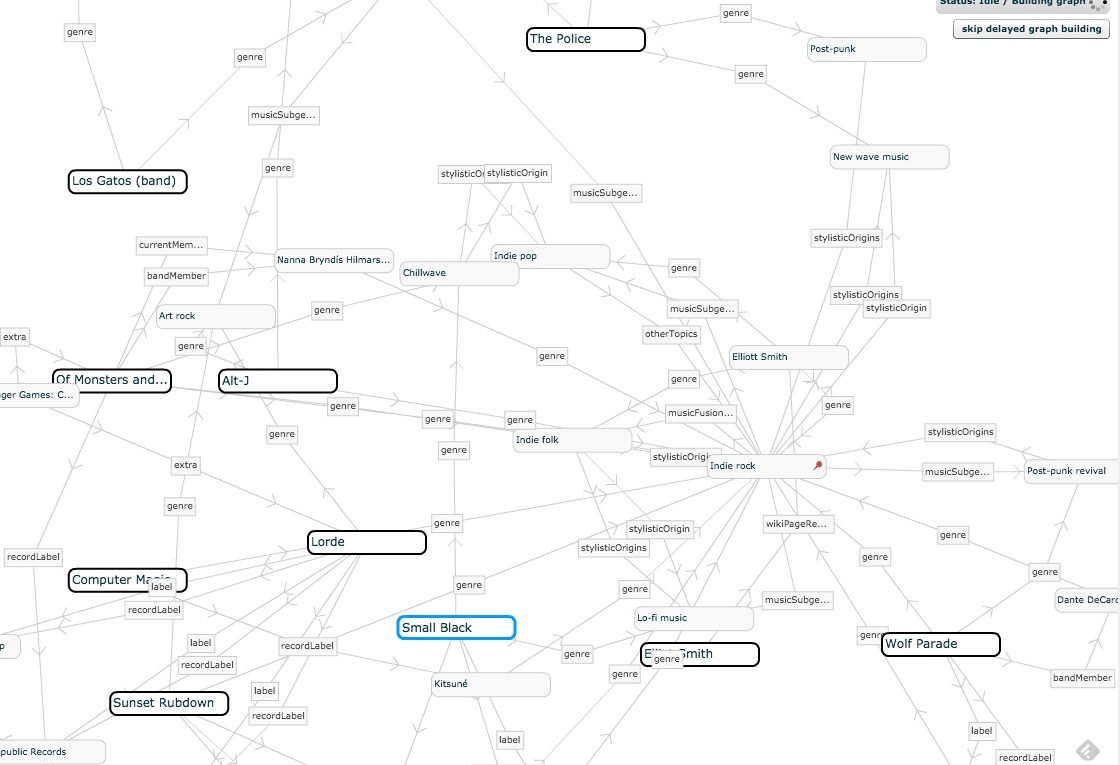 Status: Idle / Building graph
skip delayed graph building
genre
The Police
genre
Post-punk
genre
genre
musicSubge...
New wave music
genre
stylisticOrigin
Los Gatos (band)
musicSubge...
stylisticOrigins
currentMem...
Nanna Bryndís Hilmars...
Indie pop
genre
bandMember
Chillwave
stylisticOrigins
stylisticOrigin
Art rock
genre
musicSubge...
extra
genre
otherTopics
genre
Elliott Smith
Of Monsters and...
Alt-J
genre
ger Games: C...
genre
genre
genre
genre
musicFusion...
genre
genre
Indie folk
stylisticOrigins
genre
Indie rock
extra
musicSubge...
Post-punk revival
genre
genre
stylisticOrigin
wikiPageRe...
genre
Lorde
stylisticOrigins
recordLabel
genre
genre
Computer
label
genre
genre
musicSubge...
Dante DeCaro
recordLabel
Small Black
Lo-fi music
genre
Wolf Parade
label
recordLabel
genre
Smith
genre
recordLabel
genre
bandMember
Kitsuné
label
Sunset Rubdown
recordLabel
label
label
public Records
recordLabel